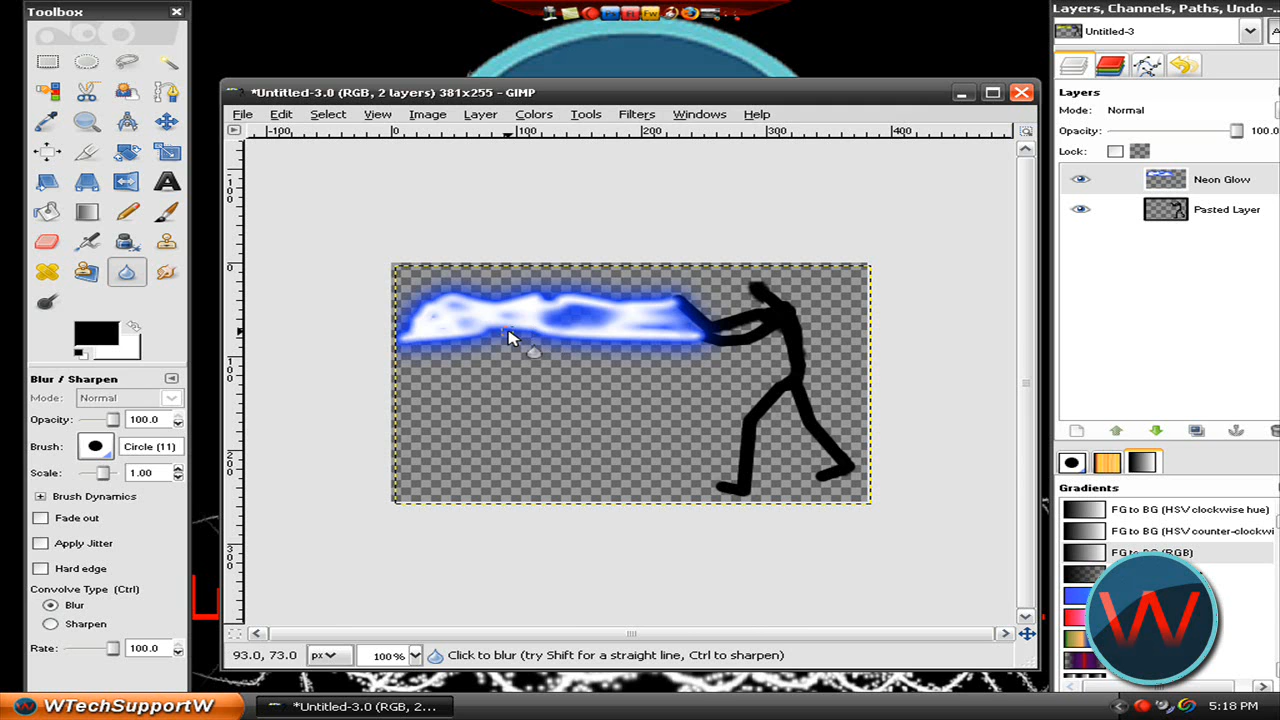 Toolbox
Layers, Channels, Paths, Undo -...
Untitled-3
*Untitled-3.0 (RGB, 2 layers) 381x255 - GIMP
File Edit Select View Image Layer Colors Tools Filters Windows Help
-100 0 100 200 300 400
Layers
Mode: Normal
Opacity: 100.0
Lock:
Neon Glow
Pasted Layer
-100
0
100
200
300
Blur / Sharpen
Mode: Normal
Opacity: 100.0
Brush: Circle (11)
Scale: 1.00
Brush Dynamics
Fade out
Apply Jitter
Hard edge
Convolve Type (Ctrl)
Blur
Sharpen
Rate: 100.0
Gradients
FG to BG (HSV clockwise hue)
FG to BG (HSV counter-clockwi
FG to BG (RGB)
W
93.0, 73.0 px 100% Click to blur (try Shift for a straight line, Ctrl to sharpen)
WTechSupportW *Untitled-3.0 (RGB, 2... 5:18 PM